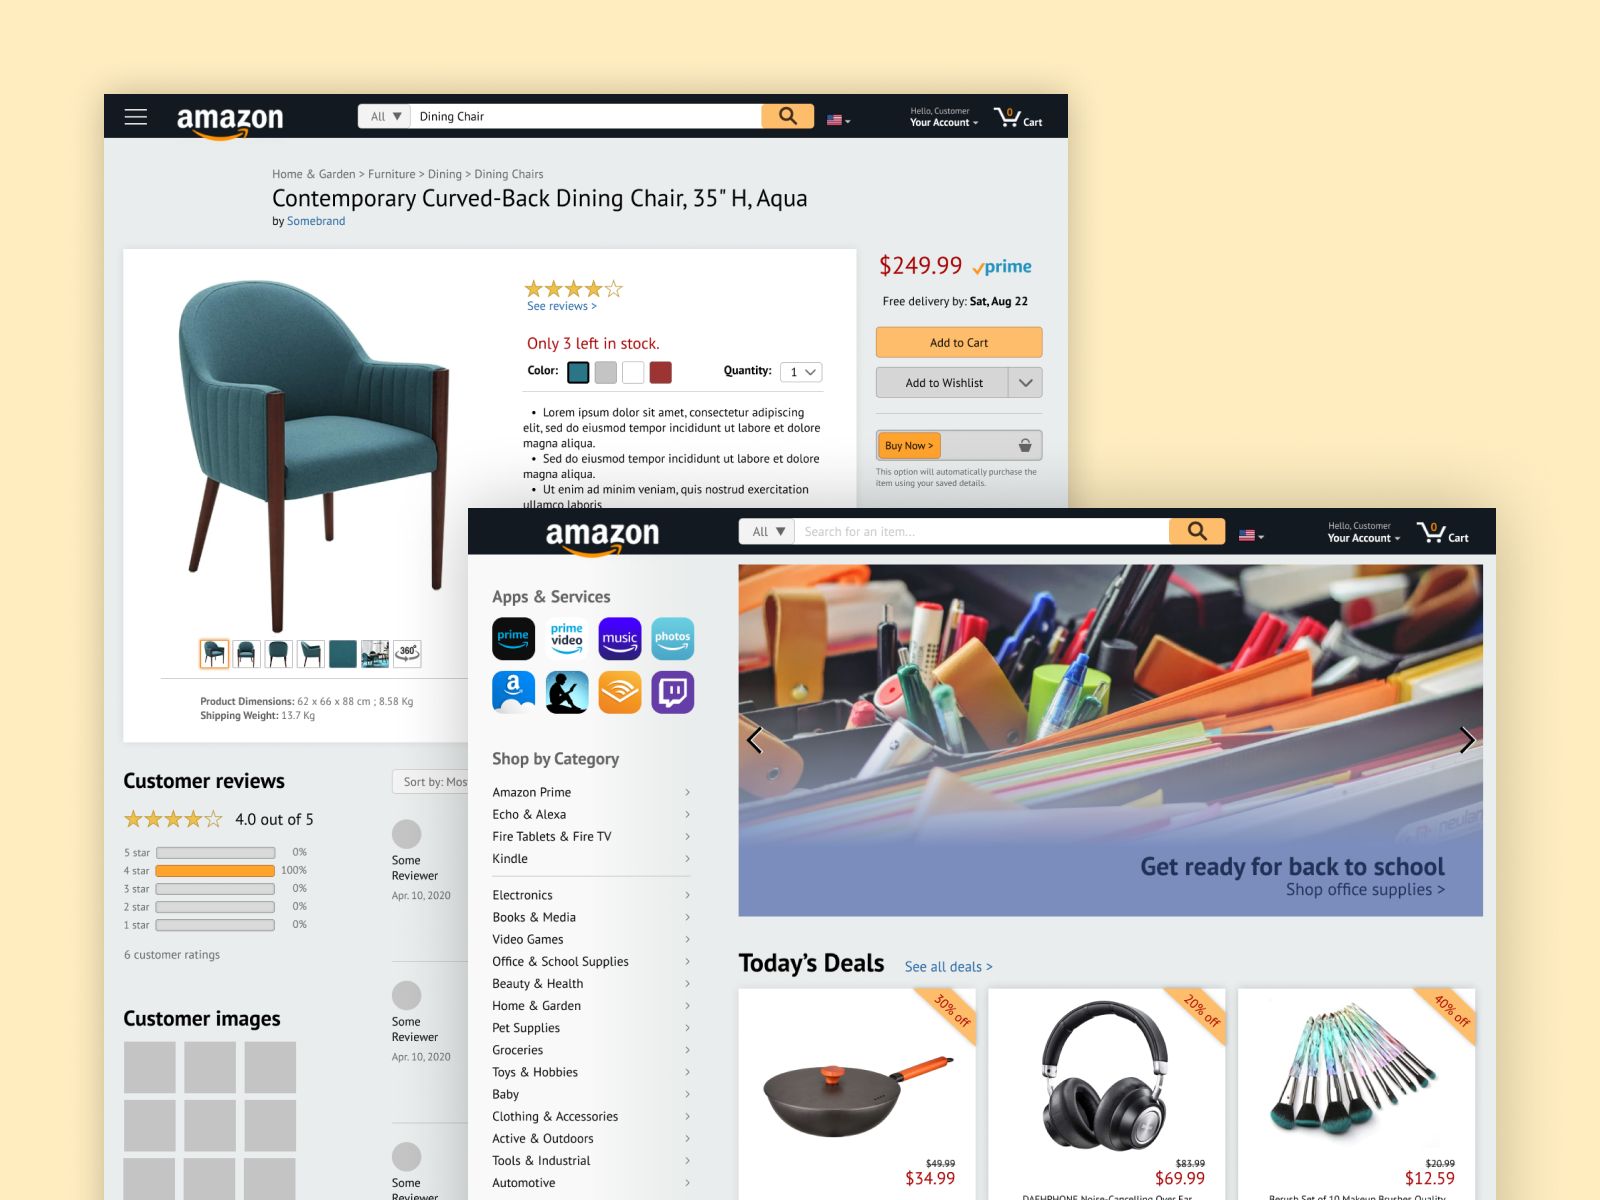 amazon
All
Dining Chair
Hello, Customer
Your Account
0
Cart
Home & Garden > Furniture > Dining > Dining Chairs
Contemporary Curved-Back Dining Chair, 35" H, Aqua
by Somebrand
See reviews >
Only 3 left in stock.
Color:
Quantity:
1
• Lorem ipsum dolor sit amet, consectetur adipiscing
elit, sed do eiusmod tempor incididunt ut labore et dolore
magna aliqua.
• Sed do eiusmod tempor incididunt ut labore et dolore
magna aliqua.
• Ut enim ad minim veniam, quis nostrud exercitation
ullamco laboris
360°
Product Dimensions: 62 x 66 x 88 cm ; 8.58 Kg
Shipping Weight: 13.7 Kg
$249.99 prime
Free delivery by: Sat, Aug 22
Add to Cart
Add to Wishlist
Buy Now >
This option will automatically purchase the
item using your saved details.
Customer reviews
4.0 out of 5
5 star 0%
4 star 100%
3 star 0%
2 star 0%
1 star 0%
6 customer ratings
Customer images
Sort by: Mos
Some
Reviewer
Apr. 10, 2020
Some
Reviewer
Apr. 10, 2020
Some
Reviewer
amazon
All
Search for an item...
Hello, Customer
Your Account
0
Cart
Apps & Services
prime
prime
video
music
photos
a
Shop by Category
Amazon Prime
Echo & Alexa
Fire Tablets & Fire TV
Kindle
Electronics
Books & Media
Video Games
Office & School Supplies
Beauty & Health
Home & Garden
Pet Supplies
Groceries
Toys & Hobbies
Baby
Clothing & Accessories
Active & Outdoors
Tools & Industrial
Automotive
Get ready for back to school
Shop office supplies >
Today's Deals
See all deals >
30% off
$49.99
$34.99
20% off
$83.99
$69.99
DAEHPHONE Noise-Cancelling Over Ear
40% off
$20.99
$12.59
Berush Set of 10 Makeup Brushes Quality